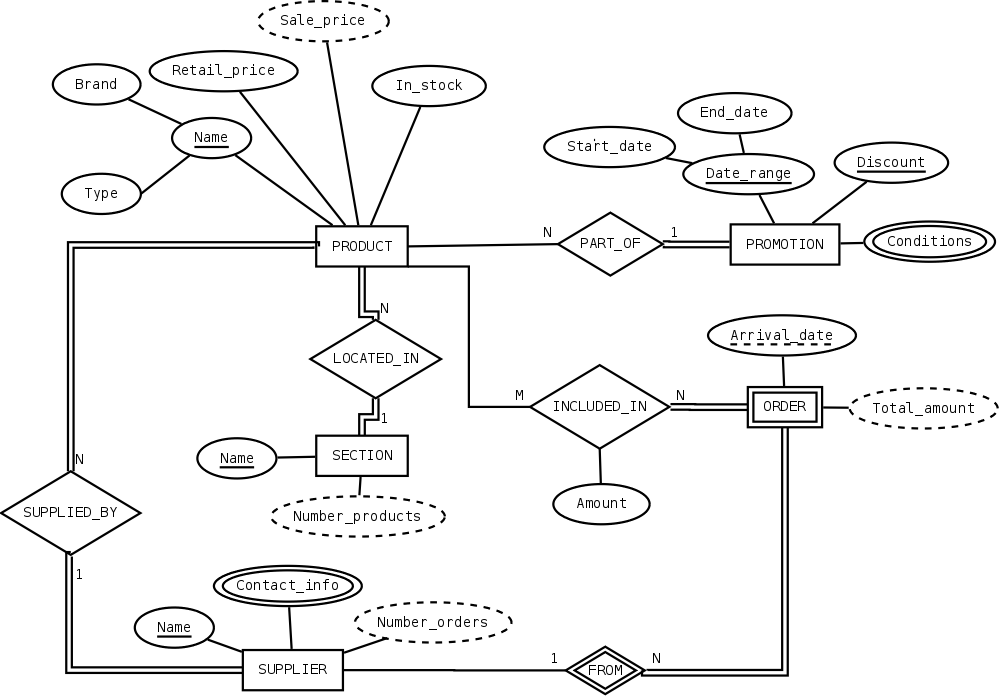 Sale_price
Retail_price
Brand
In_stock
Name
Type
End_date
Start_date
Date_range
Discount
PRODUCT
N
PART_OF
1
PROMOTION
Conditions
N
LOCATED_IN
1
Arrival_date
M
INCLUDED_IN
N
ORDER
Total_amount
Name
SECTION
Number_products
Amount
N
SUPPLIED_BY
1
Contact_info
Name
Number_orders
SUPPLIER
1
FROM
N